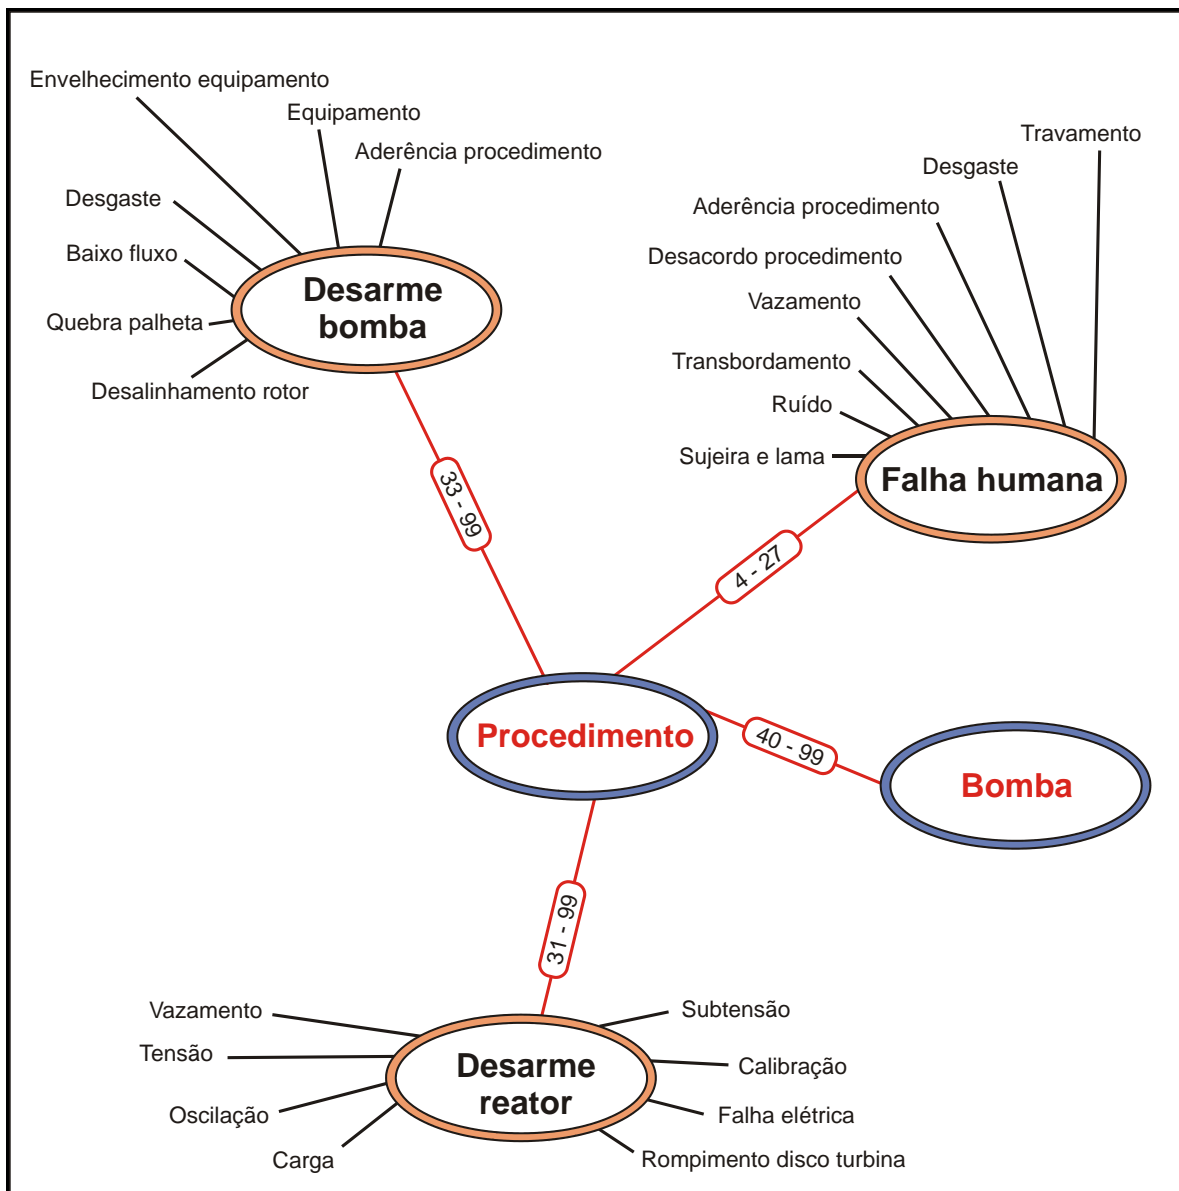 Envelhecimento equipamento
Equipamento
Aderência procedimento
Desgaste
Baixo fluxo
Quebra palheta
Desalinhamento rotor
Desarme
bomba
Travamento
Desgaste
Aderência procedimento
Desacordo procedimento
Vazamento
Transbordamento
Ruído
Sujeira e lama
Falha humana
33 - 99
4 - 27
Procedimento
40 - 99
Bomba
31 - 99
Vazamento
Tensão
Oscilação
Carga
Desarme
reator
Subtensão
Calibração
Falha elétrica
Rompimento disco turbina